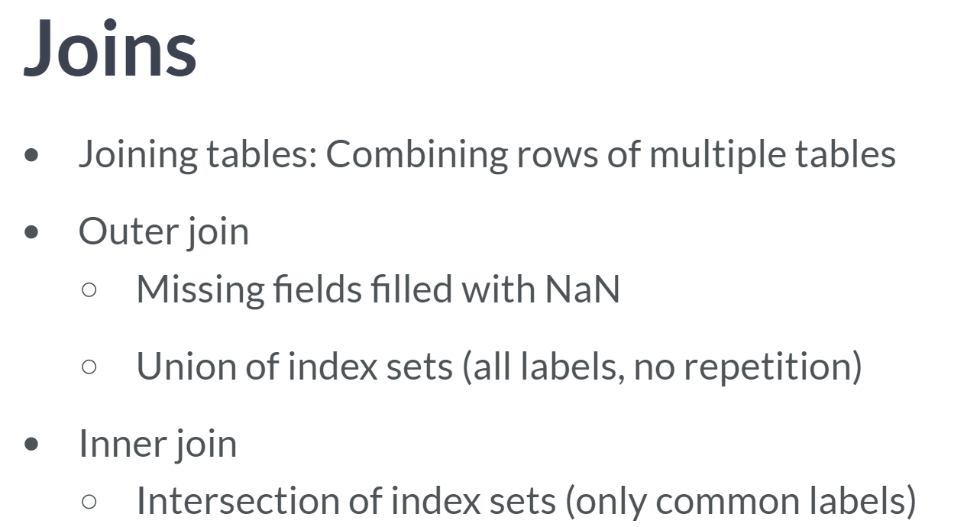 Joins
• Joining tables: Combining rows of multiple tables
• Outer join
○ Missing fields filled with NaN
○ Union of index sets (all labels, no repetition)
• Inner join
○ Intersection of index sets (only common labels)